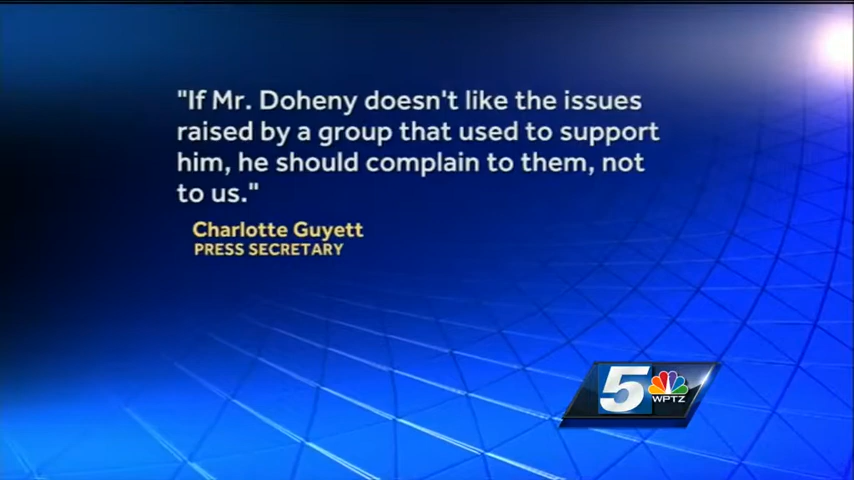 "If Mr. Doheny doesn't like the issues
raised by a group that used to support
him, he should complain to them, not
to us."
Charlotte Guyett
PRESS SECRETARY
5
WPTZ